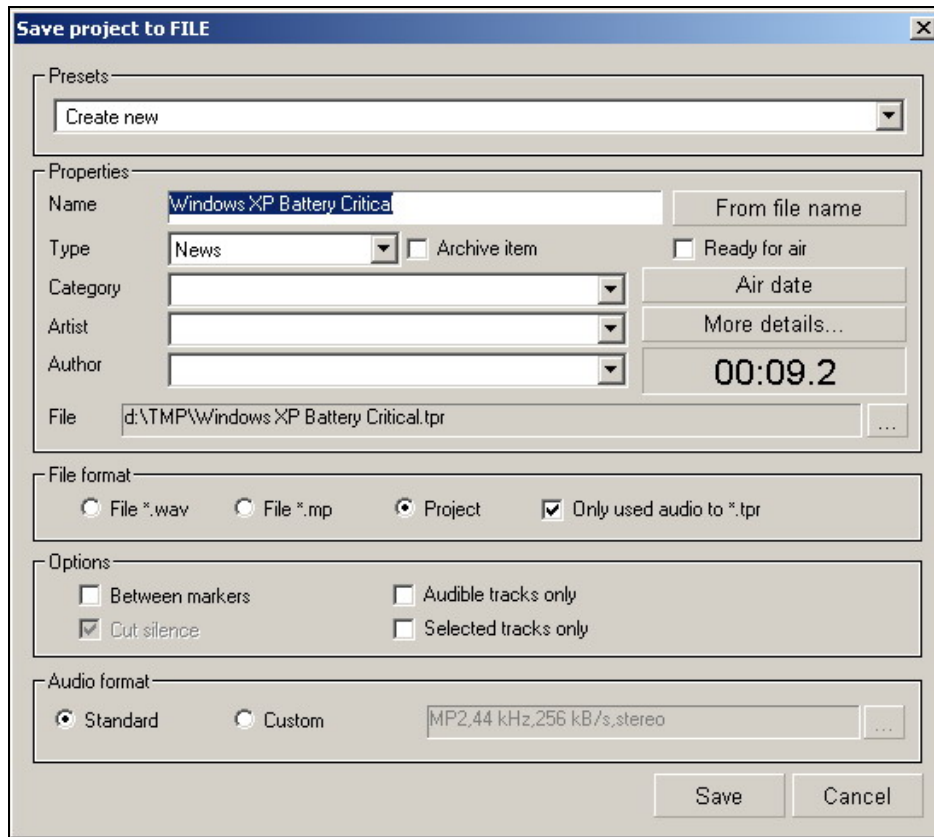 Save project to FILE
Presets
Create new
Properties
Name Windows XP Battery Critical From file name
Type News Archive item Ready for air
Category Air date
Artist More details...
Author 00:09.2
File d:\TMP\Windows XP Battery Critical.tpr ...
File format
File *.wav File *.mp Project Only used audio to *.tpr
Options
Between markers Audible tracks only
Cut silence Selected tracks only
Audio format
Standard Custom MP2,44 kHz,256 kB/s,stereo ...
Save Cancel